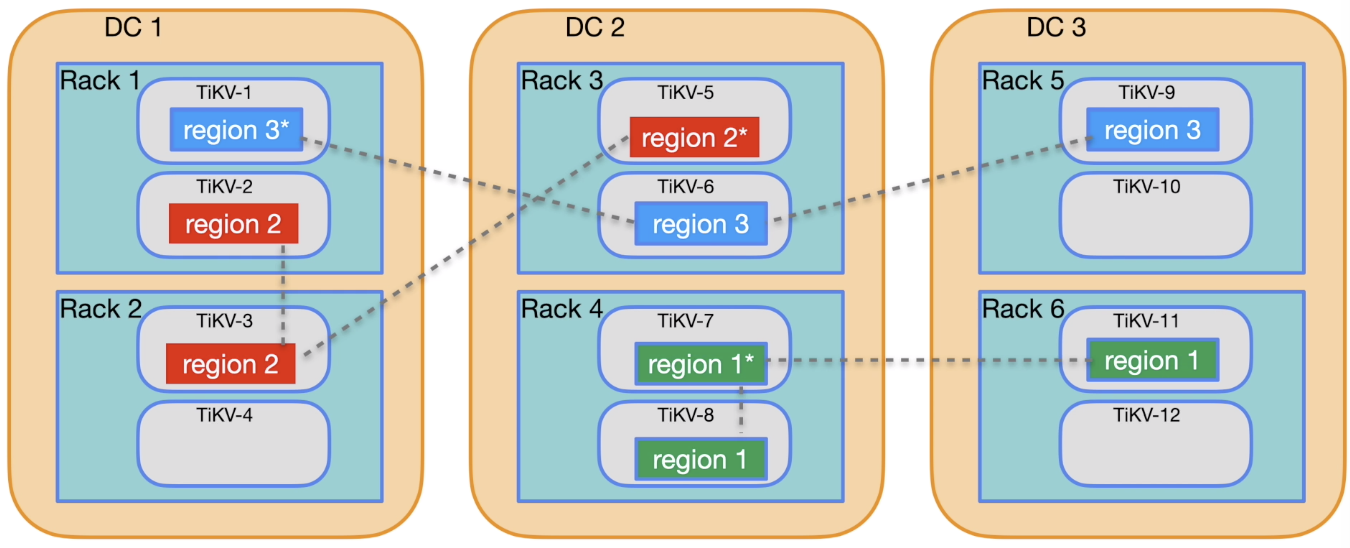 DC 1
Rack 1
TiKV-1
region 3*
TiKV-2
region 2
Rack 2
TiKV-3
region 2
TiKV-4
DC 2
Rack 3
TiKV-5
region 2*
TiKV-6
region 3
Rack 4
TiKV-7
region 1*
TiKV-8
region 1
DC 3
Rack 5
TiKV-9
region 3
TiKV-10
Rack 6
TiKV-11
region 1
TiKV-12